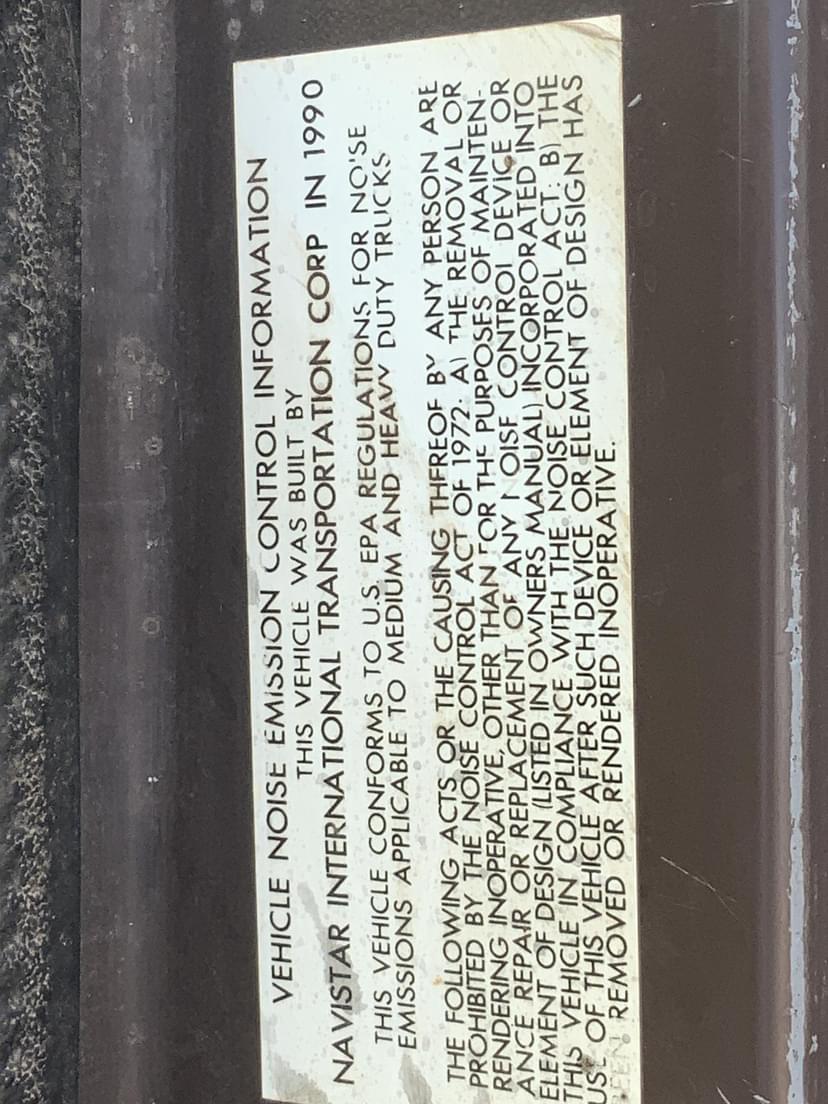 VEHICLE NOISE EMISSION CONTROL INFORMATION
THIS VEHICLE WAS BUILT BY
NAVISTAR INTERNATIONAL TRANSPORTATION CORP IN 1990
THIS VEHICLE CONFORMS TO U.S. EPA REGULATIONS FOR NOISE
EMISSIONS APPLICABLE TO MEDIUM AND HEAVY DUTY TRUCKS
THE FOLLOWING ACTS OR THE CAUSING THEREOF BY ANY PERSON ARE
PROHIBITED BY THE NOISE CONTROL ACT OF 1972. A) THE REMOVAL OR
RENDERING INOPERATIVE, OTHER THAN FOR THE PURPOSES OF MAINTEN-
ANCE REPAIR OR REPLACEMENT OF ANY NOISE CONTROL DEVICE OR
ELEMENT OF DESIGN (LISTED IN OWNERS MANUAL) INCORPORATED INTO
THIS VEHICLE IN COMPLIANCE WITH THE NOISE CONTROL ACT: B) THE
USE OF THIS VEHICLE AFTER SUCH DEVICE OR ELEMENT OF DESIGN HAS
BEEN REMOVED OR RENDERED INOPERATIVE.